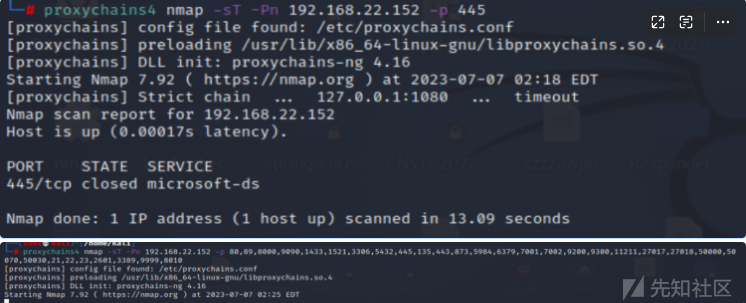 # proxychains4 nmap -sT -Pn 192.168.22.152 -p 445
[proxychains] config file found: /etc/proxychains.conf
[proxychains] preloading /usr/lib/x86_64-linux-gnu/libproxychains.so.4
[proxychains] DLL init: proxychains-ng 4.16
Starting Nmap 7.92 ( https://nmap.org ) at 2023-07-07 02:18 EDT
[proxychains] Strict chain ... 127.0.0.1:1080 ... timeout
Nmap scan report for 192.168.22.152
Host is up (0.00017s latency).
PORT STATE SERVICE
445/tcp closed microsoft-ds
Nmap done: 1 IP address (1 host up) scanned in 13.09 seconds
# proxychains4 nmap -sT -Pn 192.168.22.152 -p 80,89,8000,9090,1433,1521,3306,5432,445,135,443,873,5984,6379,7001,7002,9200,9300,11211,27017,27018,50000,50
070,50030,21,22,23,2601,3389,9999,8010
[proxychains] config file found: /etc/proxychains.conf
[proxychains] preloading /usr/lib/x86_64-linux-gnu/libproxychains.so.4
[proxychains] DLL init: proxychains-ng 4.16
Starting Nmap 7.92 ( https://nmap.org ) at 2023-07-07 02:25 EDT
先知社区